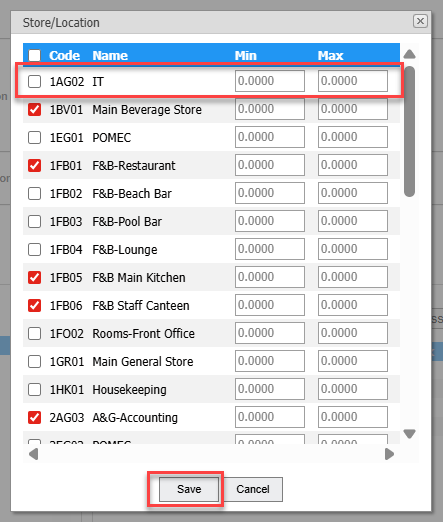 Store/Location
Code Name Min Max
1AG02 IT 0.0000 0.0000
1BV01 Main Beverage Store 0.0000 0.0000
1EG01 POMEC 0.0000 0.0000
1FB01 F&B-Restaurant 0.0000 0.0000
1FB02 F&B-Beach Bar 0.0000 0.0000
1FB03 F&B-Pool Bar 0.0000 0.0000
1FB04 F&B-Lounge 0.0000 0.0000
1FB05 F&B Main Kitchen 0.0000 0.0000
1FB06 F&B Staff Canteen 0.0000 0.0000
1FO02 Rooms-Front Office 0.0000 0.0000
1GR01 Main General Store 0.0000 0.0000
1HK01 Housekeeping 0.0000 0.0000
2AG03 A&G-Accounting 0.0000 0.0000
Save Cancel